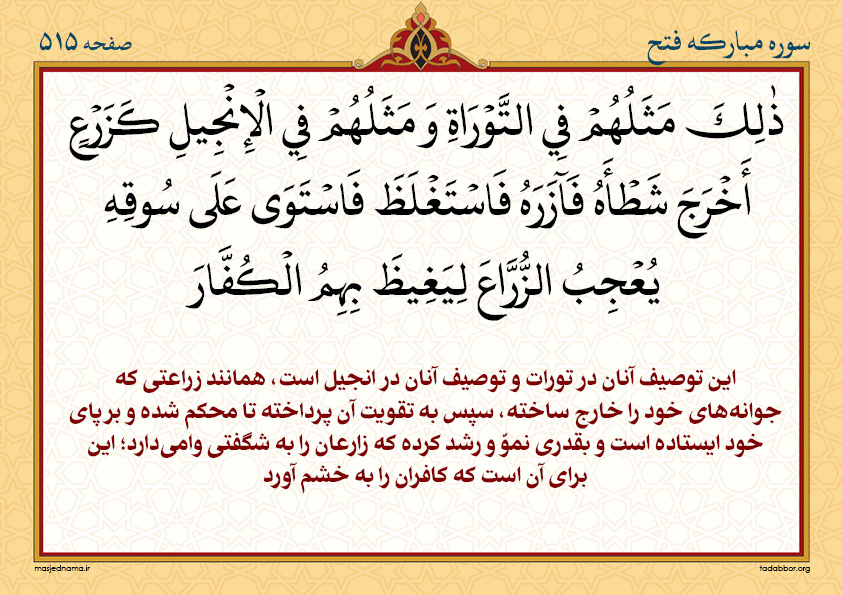 سوره مبارکه فتح
صفحه ۵۱۵
ذَٰلِكَ مَثَلُهُمْ فِي التَّوْرَاةِ وَ مَثَلُهُمْ فِي الْإِنْجِيلِ كَزَرْعٍ
أَخْرَجَ شَطْأَهُ فَآزَرَهُ فَاسْتَغْلَظَ فَاسْتَوَى عَلَى سُوقِهِ
يُعْجِبُ الزُّرَّاعَ لِيَغِيظَ بِهِمُ الْكُفَّارَ
این توصیف آنان در تورات و توصیف آنان در انجیل است، همانند زراعتی که
جوانه‌های خود را خارج ساخته، سپس به تقویت آن پرداخته تا محکم شده و بر پای
خود ایستاده است و بقدری نموّ و رشد کرده که زارعان را به شگفتی وامی‌دارد؛ این
برای آن است که کافران را به خشم آورد
masjednama.ir
tadabbor.org